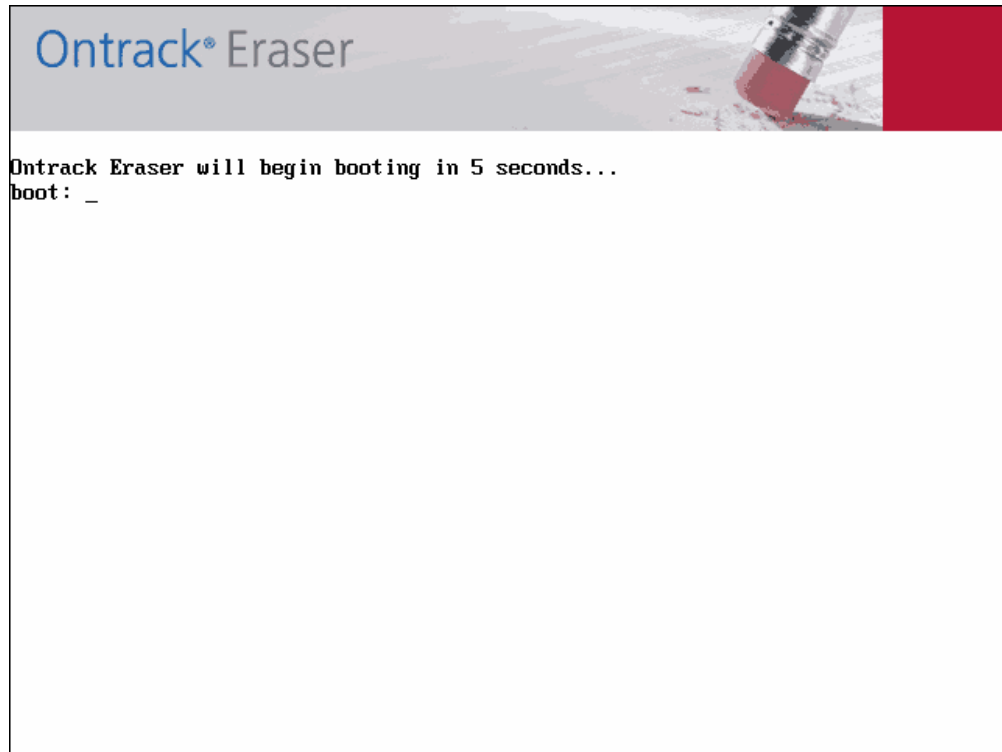 Ontrack® Eraser
Ontrack Eraser will begin booting in 5 seconds...
boot: _